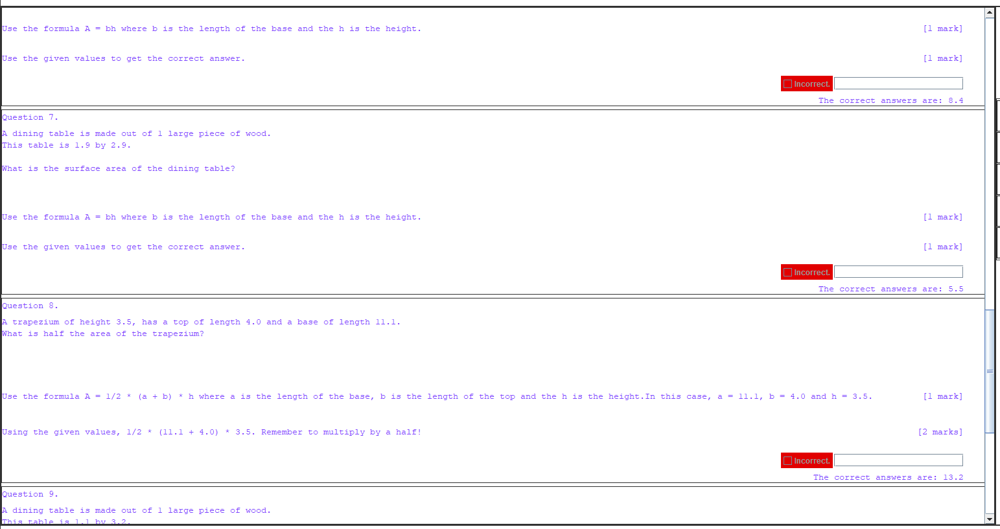 Use the formula A = bh where b is the length of the base and the h is the height. [1 mark]
Use the given values to get the correct answer. [1 mark]
Incorrect.
The correct answers are: 8.4
Question 7.
A dining table is made out of 1 large piece of wood.
This table is 1.9 by 2.9.
What is the surface area of the dining table?
Use the formula A = bh where b is the length of the base and the h is the height. [1 mark]
Use the given values to get the correct answer. [1 mark]
Incorrect.
The correct answers are: 5.5
Question 8.
A trapezium of height 3.5, has a top of length 4.0 and a base of length 11.1.
What is half the area of the trapezium?
Use the formula A = 1/2 * (a + b) * h where a is the length of the base, b is the length of the top and the h is the height.In this case, a = 11.1, b = 4.0 and h = 3.5. [1 mark]
Using the given values, 1/2 * (11.1 + 4.0) * 3.5. Remember to multiply by a half! [2 marks]
Incorrect.
The correct answers are: 13.2
Question 9.
A dining table is made out of 1 large piece of wood.
This table is 1.1 by 3.2.